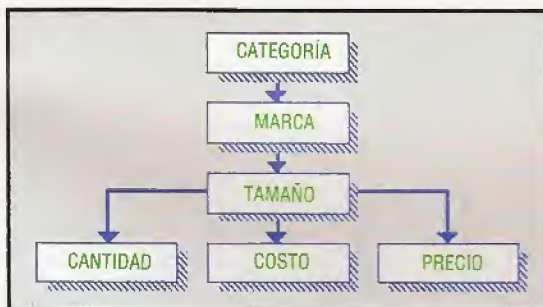 CATEGORÍA
MARCA
TAMAÑO
CANTIDAD COSTO PRECIO